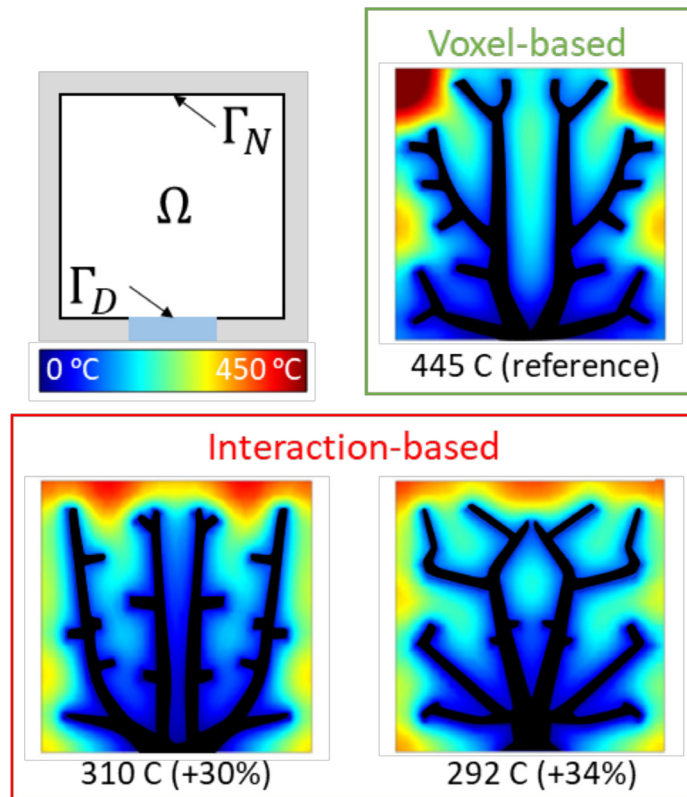 Voxel-based
Γ_N
Ω
Γ_D
0 °C 450 °C
445 C (reference)
Interaction-based
310 C (+30%)
292 C (+34%)